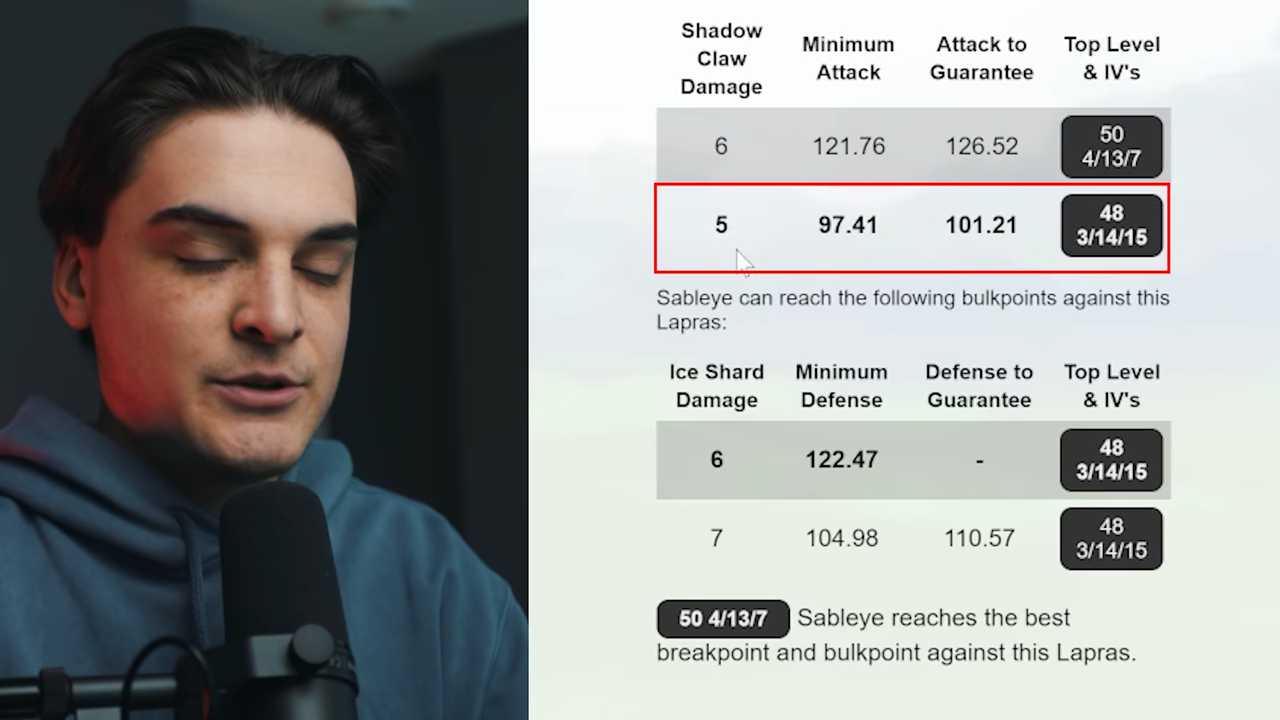 Shadow Claw Damage Minimum Attack Attack to Guarantee Top Level & IV's
6 121.76 126.52 50 4/13/7
5 97.41 101.21 48 3/14/15
Sableye can reach the following bulkpoints against this
Lapras:
Ice Shard Damage Minimum Defense Defense to Guarantee Top Level & IV's
6 122.47 - 48 3/14/15
7 104.98 110.57 48 3/14/15
50 4/13/7 Sableye reaches the best
breakpoint and bulkpoint against this Lapras.